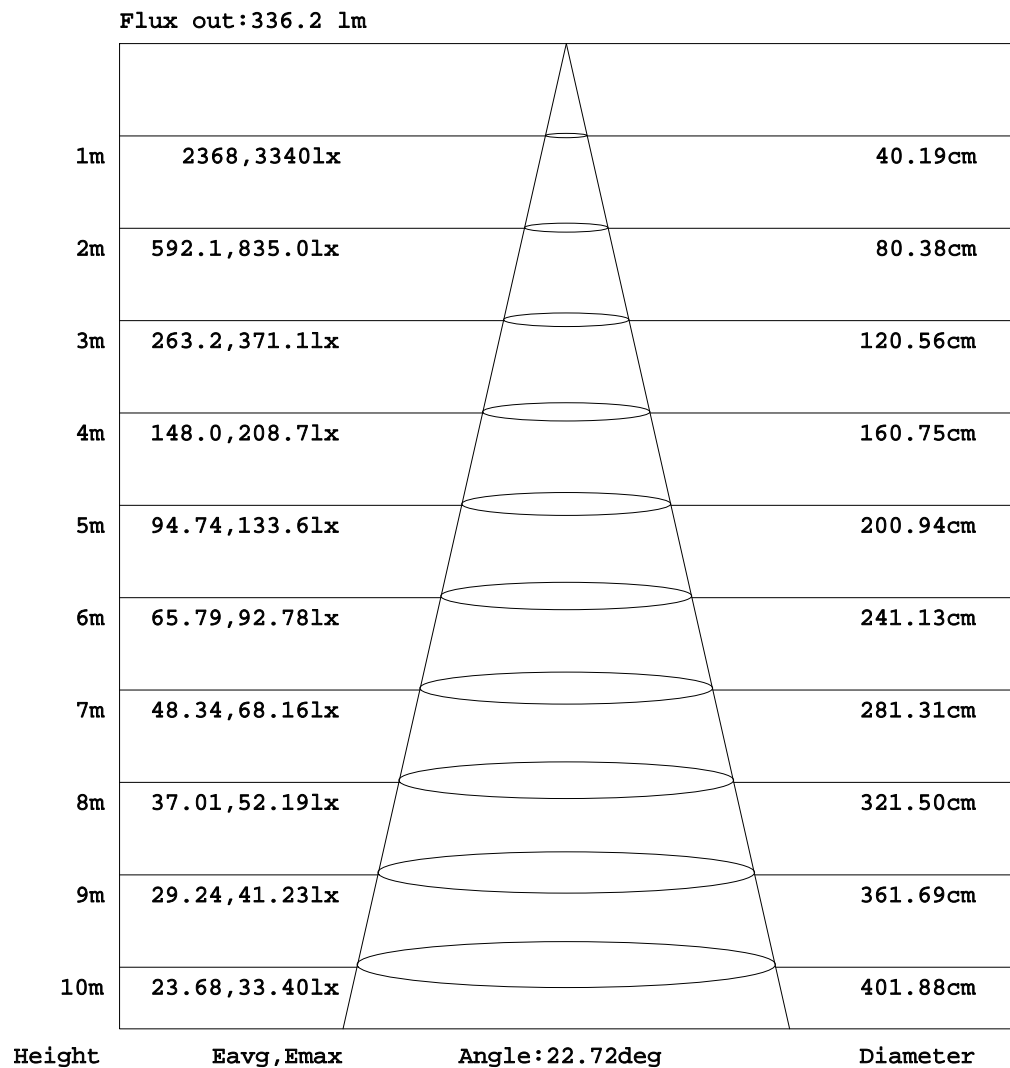 Flux out:336.2 lm
1m 2368,3340lx 40.19cm
2m 592.1,835.0lx 80.38cm
3m 263.2,371.1lx 120.56cm
4m 148.0,208.7lx 160.75cm
5m 94.74,133.6lx 200.94cm
6m 65.79,92.78lx 241.13cm
7m 48.34,68.16lx 281.31cm
8m 37.01,52.19lx 321.50cm
9m 29.24,41.23lx 361.69cm
10m 23.68,33.40lx 401.88cm
Height Eavg,Emax Angle:22.72deg Diameter